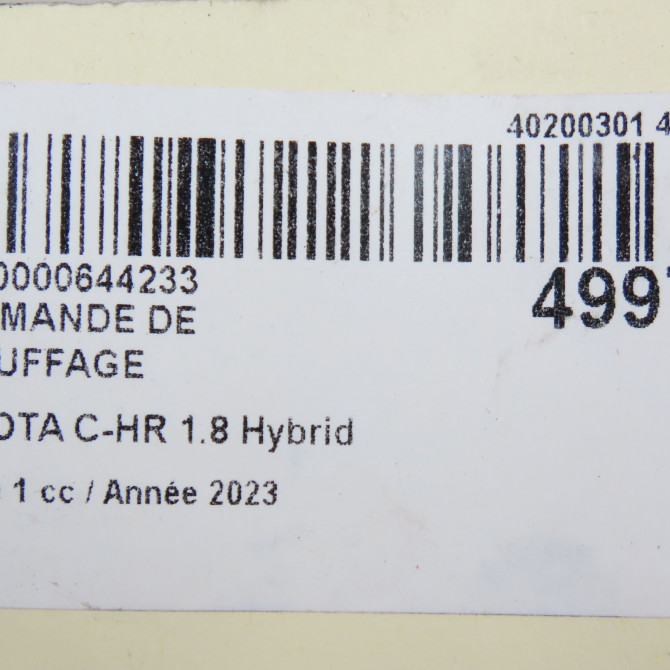 40200301 4
0000644233
499
MANDE DE
UFFAGE
OTA C-HR 1.8 Hybrid
1 cc / Année 2023